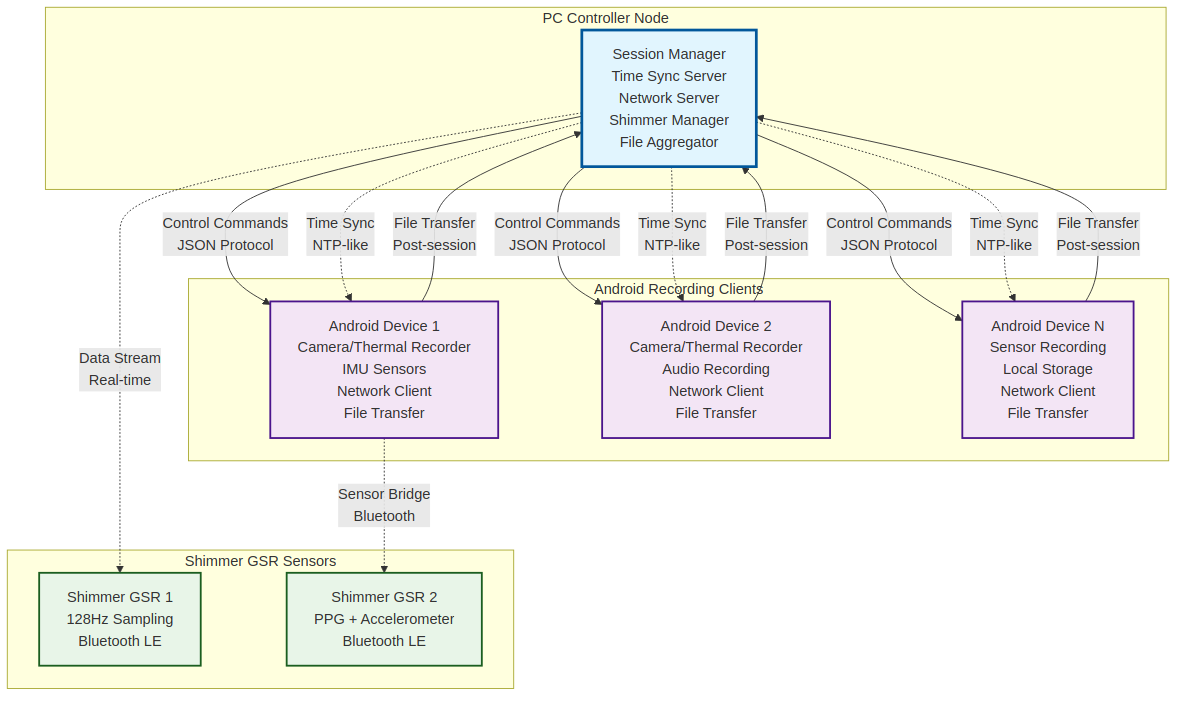 PC Controller Node
Session Manager
Time Sync Server
Network Server
Shimmer Manager
File Aggregator
Control Commands
JSON Protocol
Time Sync
NTP-like
File Transfer
Post-session
Control Commands
JSON Protocol
Time Sync
NTP-like
File Transfer
Post-session
Control Commands
JSON Protocol
Time Sync
NTP-like
File Transfer
Post-session
Data Stream
Real-time
Android Recording Clients
Android Device 1
Camera/Thermal Recorder
IMU Sensors
Network Client
File Transfer
Android Device 2
Camera/Thermal Recorder
Audio Recording
Network Client
File Transfer
Android Device N
Sensor Recording
Local Storage
Network Client
File Transfer
Sensor Bridge
Bluetooth
Shimmer GSR Sensors
Shimmer GSR 1
128Hz Sampling
Bluetooth LE
Shimmer GSR 2
PPG + Accelerometer
Bluetooth LE